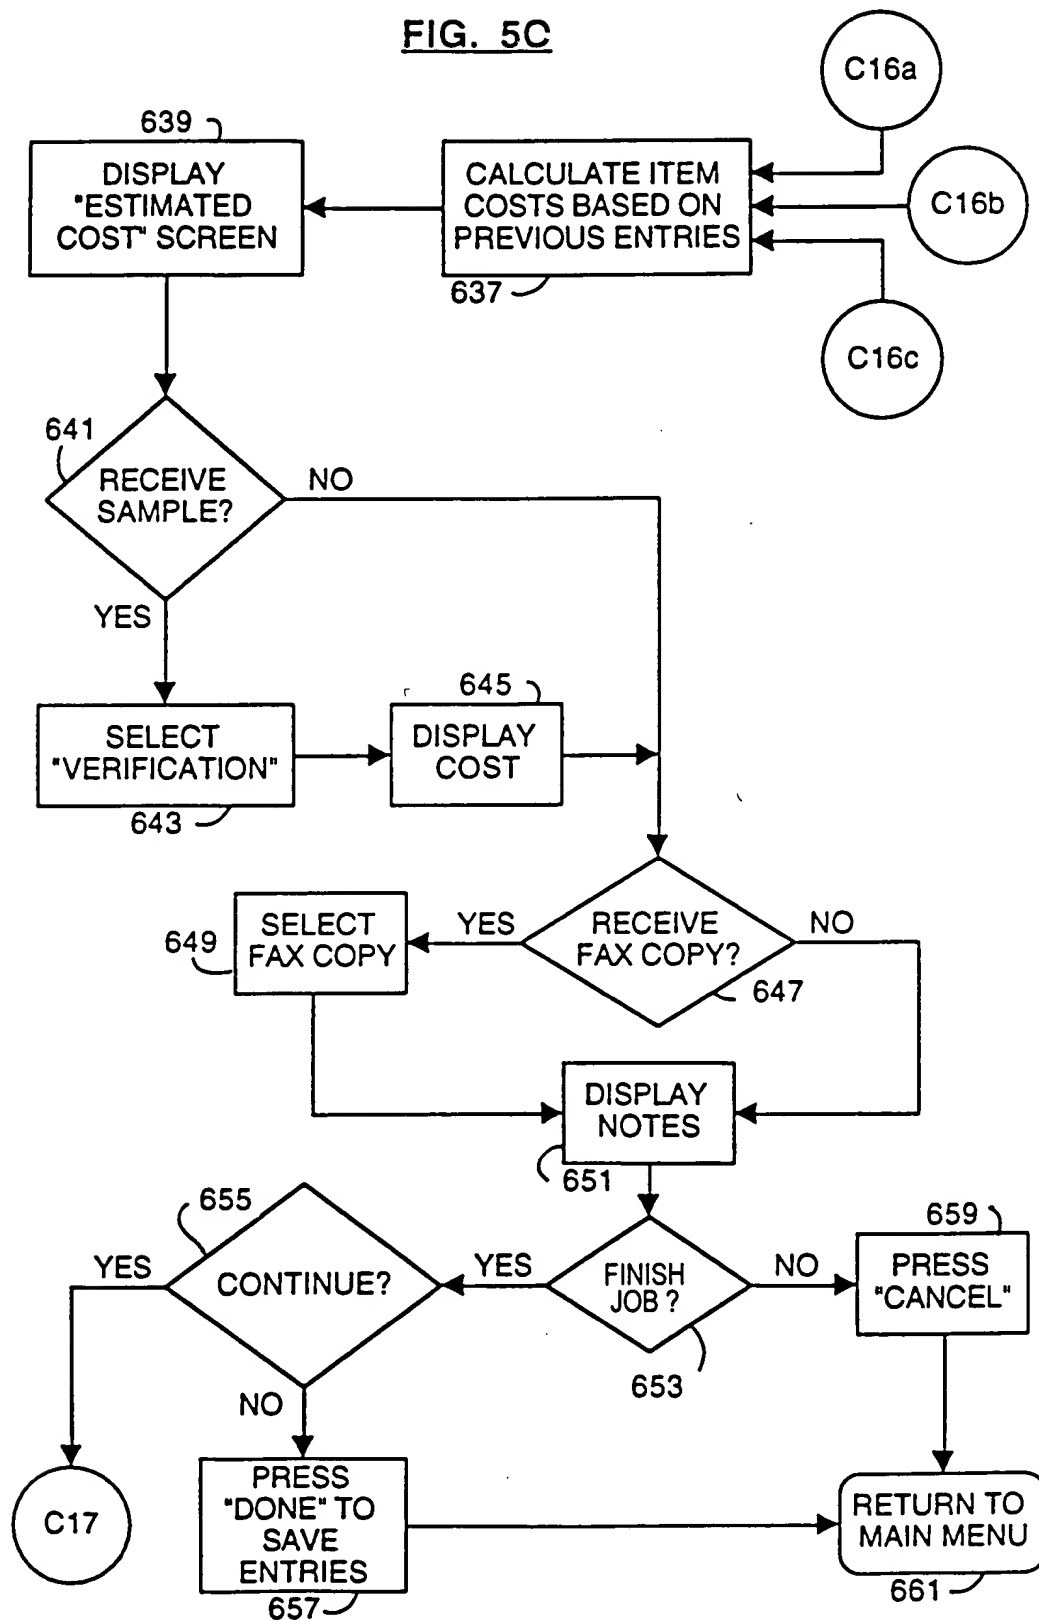 FIG. 5C
C16a
639
DISPLAY
"ESTIMATED
COST" SCREEN
CALCULATE ITEM
COSTS BASED ON
PREVIOUS ENTRIES
637
C16b
C16c
641
RECEIVE
SAMPLE?
NO
YES
SELECT
"VERIFICATION"
643
645
DISPLAY
COST
649
SELECT
FAX COPY
YES
RECEIVE
FAX COPY?
NO
647
DISPLAY
NOTES
651
655
YES
CONTINUE?
YES
FINISH
JOB?
NO
653
659
PRESS
"CANCEL"
NO
C17
PRESS
"DONE" TO
SAVE
ENTRIES
657
RETURN TO
MAIN MENU
661